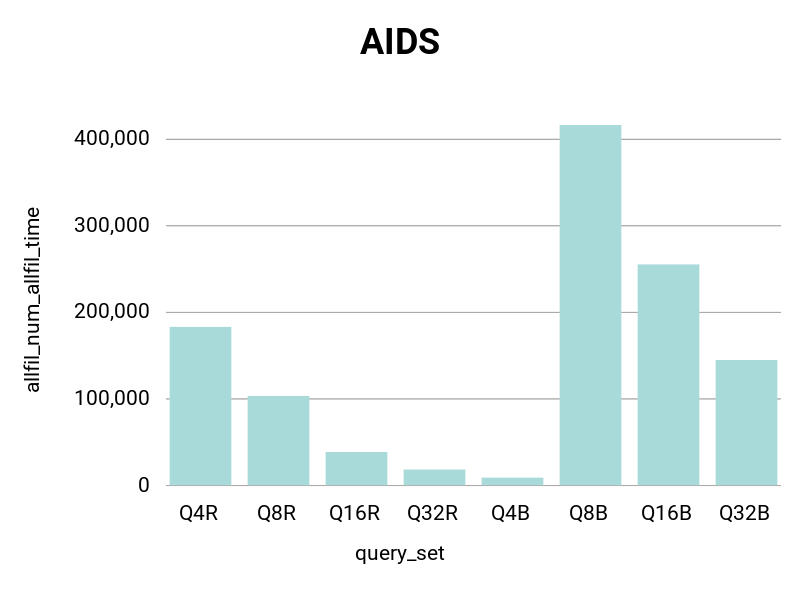 AIDS
400,000
300,000
200,000
100,000
0
allfil_num_allfil_time
Q4R Q8R Q16R Q32R Q4B Q8B Q16B Q32B
query_set